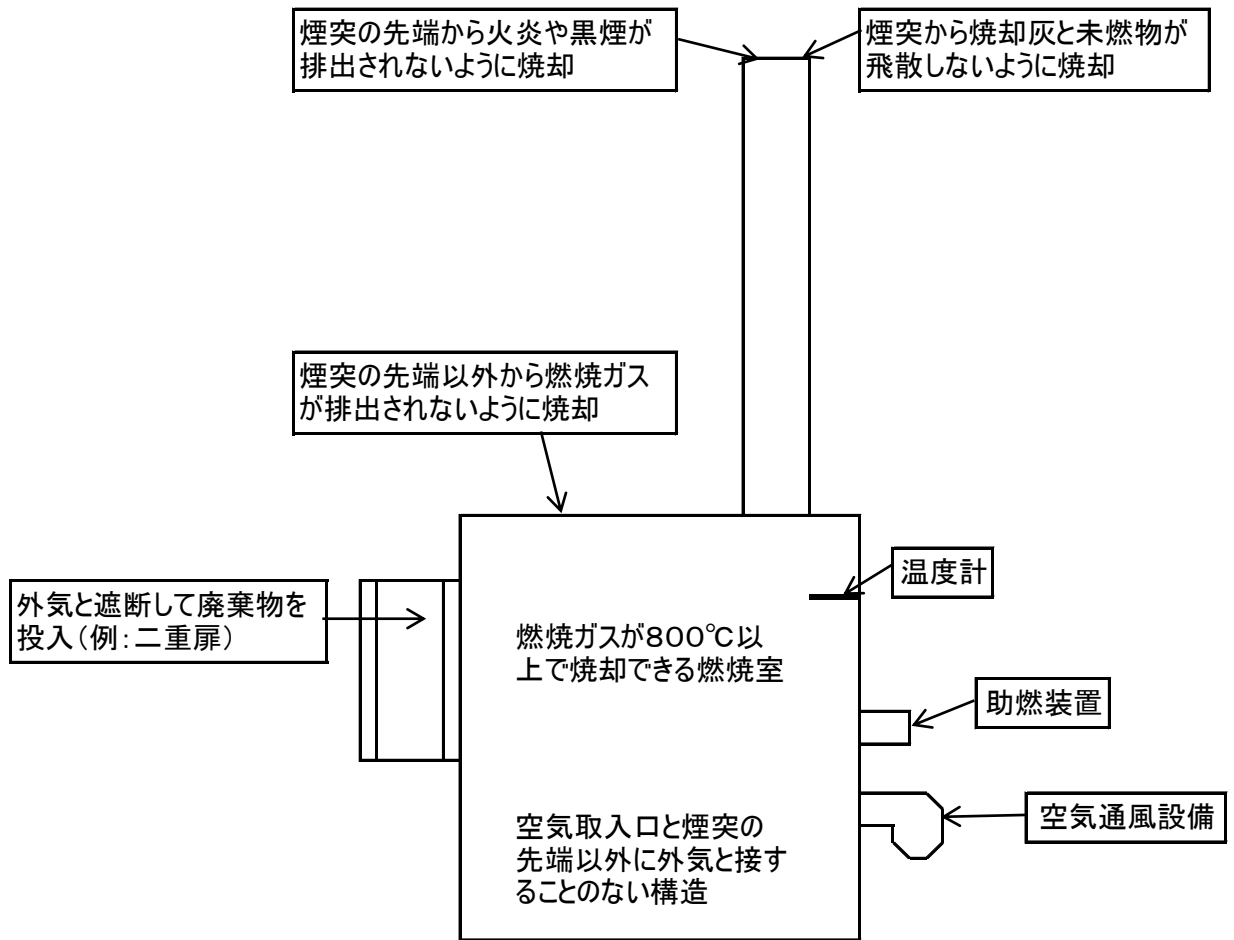 煙突の先端から火炎や黒煙が
排出されないように焼却
煙突から焼却灰と未燃物が
飛散しないように焼却
煙突の先端以外から燃焼ガス
が排出されないように焼却
温度計
外気と遮断して廃棄物を
投入(例:二重扉)
燃焼ガスが800℃以
上で焼却できる燃焼室
助燃装置
空気通風設備
空気取入口と煙突の
先端以外に外気と接す
ることのない構造